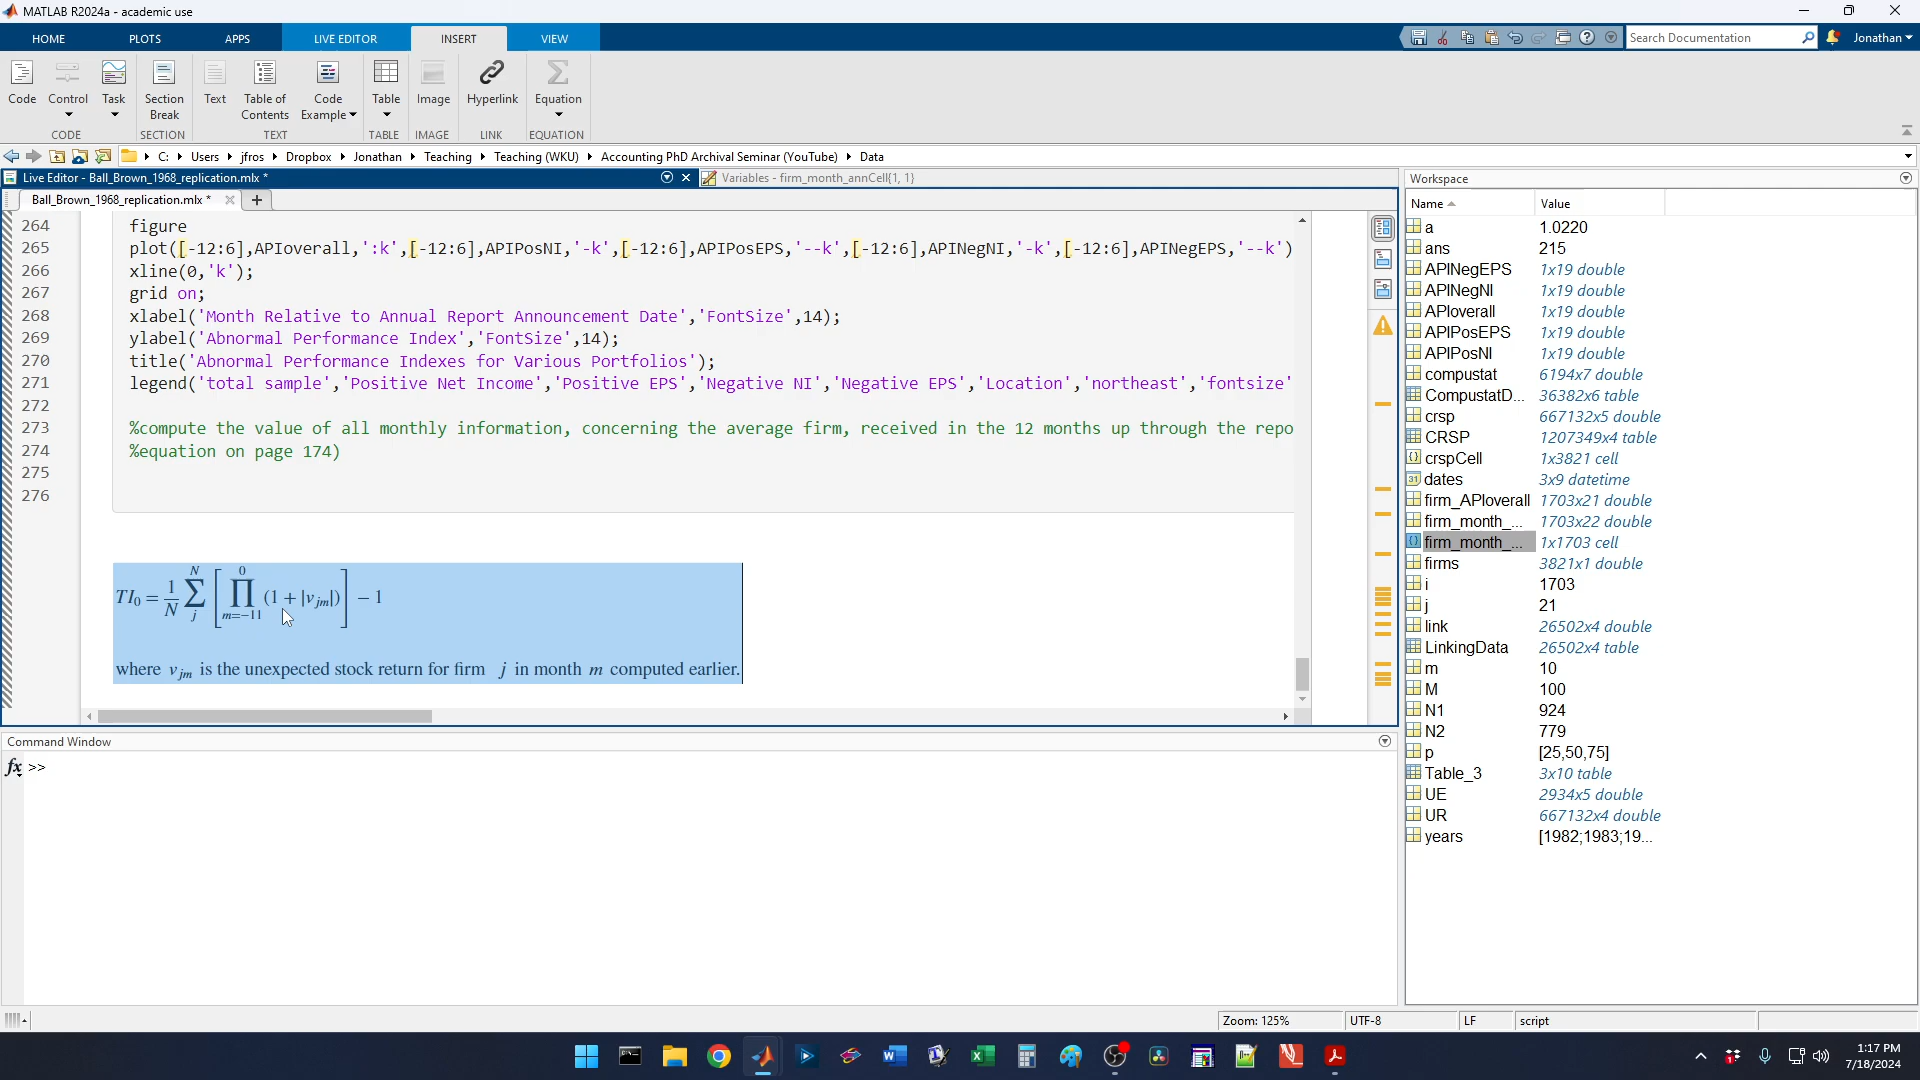 MATLAB R2024a - academic use
HOME PLOTS APPS LIVE EDITOR INSERT VIEW
Search Documentation
Jonathan
Code Control Task Section Break Text Table of Contents Code Example Table Image Hyperlink Equation
CODE SECTION TEXT TABLE IMAGE LINK EQUATION
C: Users jfros Dropbox Jonathan Teaching Teaching (WKU) Accounting PhD Archival Seminar (YouTube) Data
Live Editor - Ball_Brown_1968_replication.mlx *
Variables - firm_month_annCell{1, 1}
Ball_Brown_1968_replication.mlx *
264 figure
265 plot([-12:6],APIoverall,':k',[-12:6],APIPosNI,'-k',[-12:6],APIPosEPS,'--k',[-12:6],APINegNI,'-k',[-12:6],APINegEPS,'--k')
266 xline(0,'k');
267 grid on;
268 xlabel('Month Relative to Annual Report Announcement Date','FontSize',14);
269 ylabel('Abnormal Performance Index','FontSize',14);
270 title('Abnormal Performance Indexes for Various Portfolios');
271 legend('total sample','Positive Net Income','Positive EPS','Negative NI','Negative EPS','Location','northeast','fontsize'
272
273 %compute the value of all monthly information, concerning the average firm, received in the 12 months up through the repo
274 %equation on page 174)
275
276
TI₀ = 1/N ∑_j^N [∏_{m=-11}^0 (1 + |v_jm|)] − 1
where v_jm is the unexpected stock return for firm j in month m computed earlier.
Command Window
fx >>
Workspace
Name Value
a 1.0220
ans 215
APINegEPS 1x19 double
APINegNI 1x19 double
APIoverall 1x19 double
APIPosEPS 1x19 double
APIPosNI 1x19 double
compustat 6194x7 double
CompustatD... 36382x6 table
crsp 667132x5 double
CRSP 1207349x4 table
crspCell 1x3821 cell
dates 3x9 datetime
firm_APIoverall 1703x21 double
firm_month_... 1703x22 double
firm_month_... 1x1703 cell
firms 3821x1 double
i 1703
j 21
link 26502x4 double
LinkingData 26502x4 table
m 10
M 100
N1 924
N2 779
p [25,50,75]
Table_3 3x10 table
UE 2934x5 double
UR 667132x4 double
years [1982;1983;19...
Zoom: 125% UTF-8 LF script
1:17 PM
7/18/2024